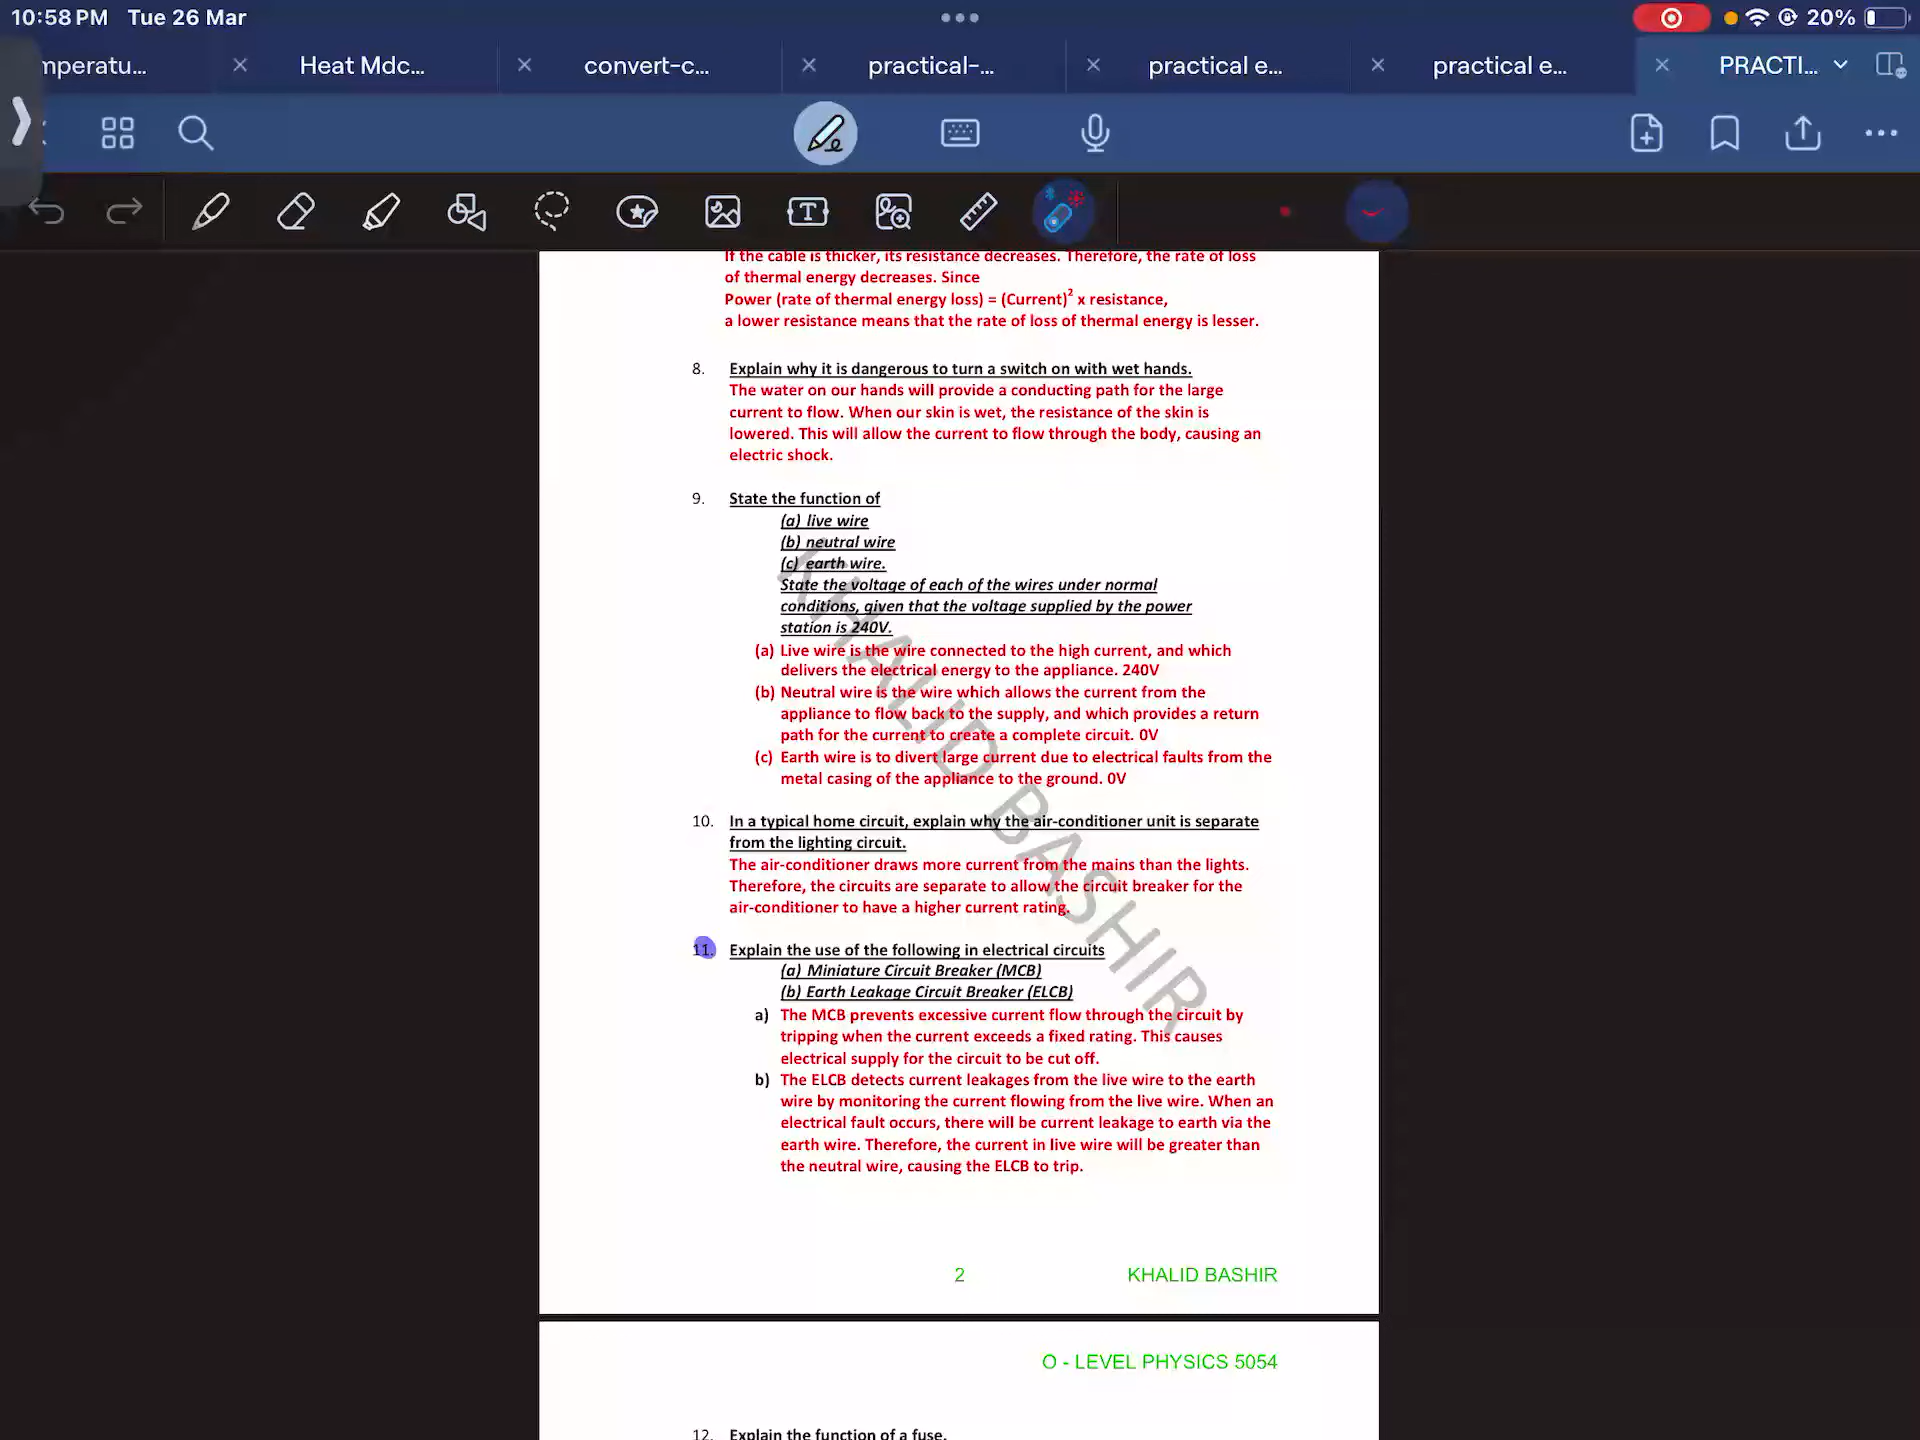 10:58 PM Tue 26 Mar
20%
mperatu...
Heat Mdc...
convert-c...
practical-...
practical e...
practical e...
PRACTI...
If the cable is thicker, its resistance decreases. Therefore, the rate of loss
of thermal energy decreases. Since
Power (rate of thermal energy loss) = (Current)² x resistance,
a lower resistance means that the rate of loss of thermal energy is lesser.
8. Explain why it is dangerous to turn a switch on with wet hands.
The water on our hands will provide a conducting path for the large
current to flow. When our skin is wet, the resistance of the skin is
lowered. This will allow the current to flow through the body, causing an
electric shock.
9. State the function of
(a) live wire
(b) neutral wire
(c) earth wire.
State the voltage of each of the wires under normal
conditions, given that the voltage supplied by the power
station is 240V.
(a) Live wire is the wire connected to the high current, and which
delivers the electrical energy to the appliance. 240V
(b) Neutral wire is the wire which allows the current from the
appliance to flow back to the supply, and which provides a return
path for the current to create a complete circuit. 0V
(c) Earth wire is to divert large current due to electrical faults from the
metal casing of the appliance to the ground. 0V
10. In a typical home circuit, explain why the air-conditioner unit is separate
from the lighting circuit.
The air-conditioner draws more current from the mains than the lights.
Therefore, the circuits are separate to allow the circuit breaker for the
air-conditioner to have a higher current rating.
11. Explain the use of the following in electrical circuits
(a) Miniature Circuit Breaker (MCB)
(b) Earth Leakage Circuit Breaker (ELCB)
a) The MCB prevents excessive current flow through the circuit by
tripping when the current exceeds a fixed rating. This causes
electrical supply for the circuit to be cut off.
b) The ELCB detects current leakages from the live wire to the earth
wire by monitoring the current flowing from the live wire. When an
electrical fault occurs, there will be current leakage to earth via the
earth wire. Therefore, the current in live wire will be greater than
the neutral wire, causing the ELCB to trip.
KHALID BASHIR
2 KHALID BASHIR
O - LEVEL PHYSICS 5054
12. Explain the function of a fuse.